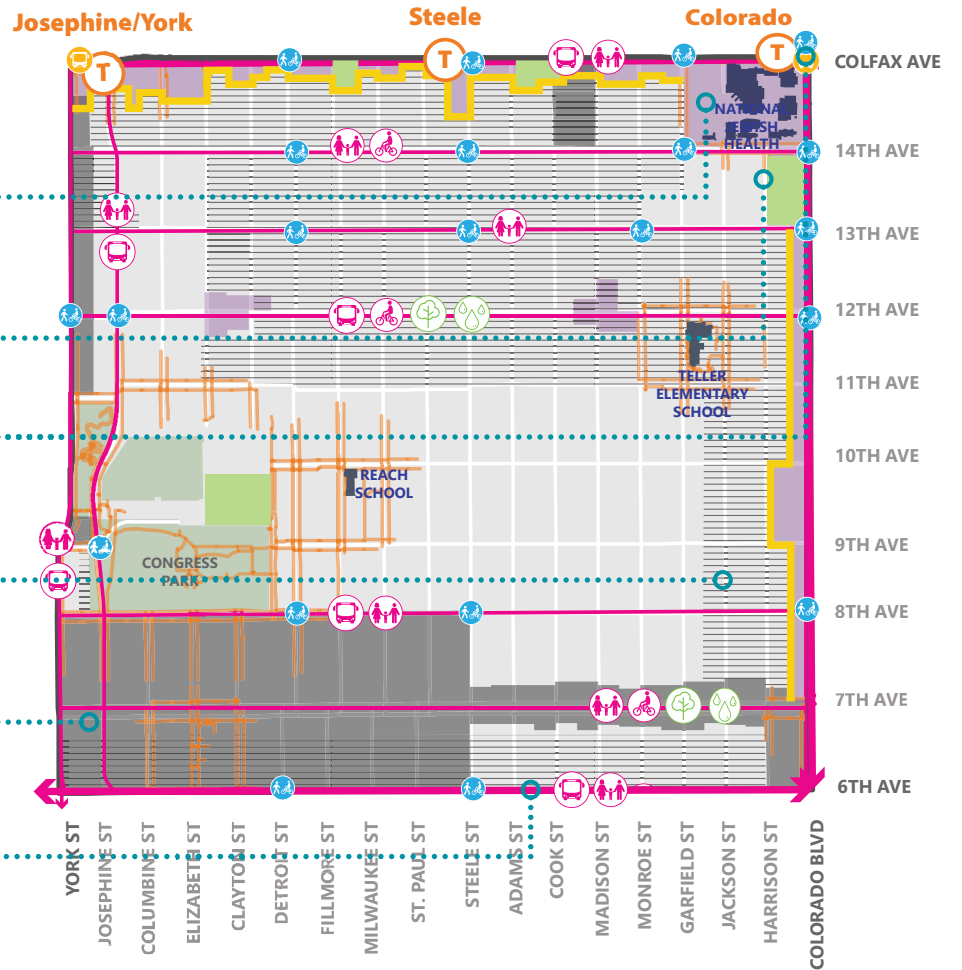 Josephine/York
Steele
Colorado
T
T
T
COLFAX AVE
NATIONAL
JEWISH
HEALTH
14TH AVE
13TH AVE
12TH AVE
TELLER
ELEMENTARY
SCHOOL
11TH AVE
10TH AVE
REACH
SCHOOL
9TH AVE
CONGRESS
PARK
8TH AVE
7TH AVE
6TH AVE
YORK ST
JOSEPHINE ST
COLUMBINE ST
ELIZABETH ST
CLAYTON ST
DETROIT ST
FILLMORE ST
MILWAUKEE ST
ST. PAUL ST
STEELE ST
ADAMS ST
COOK ST
MADISON ST
MONROE ST
GARFIELD ST
JACKSON ST
HARRISON ST
COLORADO BLVD